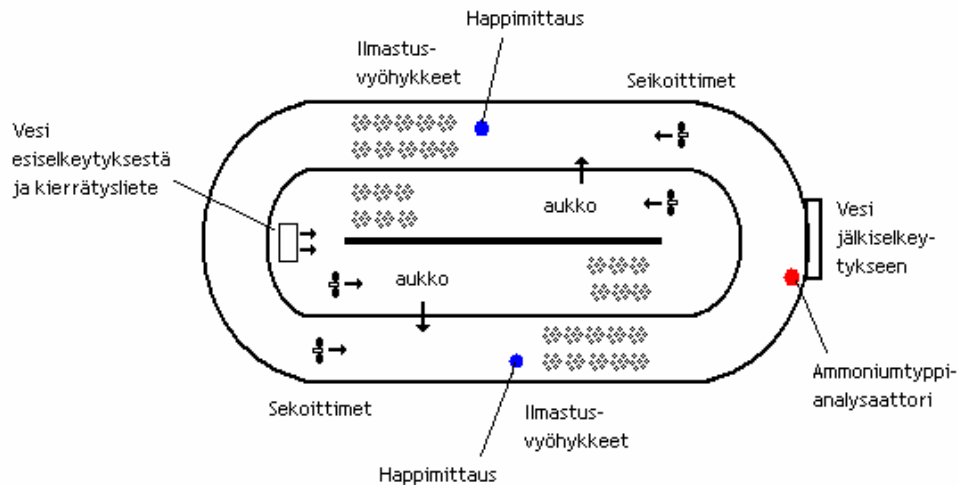 Happimittaus
Ilmastus-
vyöhykkeet
Seikoittimet
Vesi
esiselkeytyksestä
ja kierrätysliete
aukko
Vesi
jälkiselkey-
tykseen
aukko
Ammoniumtyppi-
analysaattori
Sekoittimet
Ilmastus-
vyöhykkeet
Happimittaus